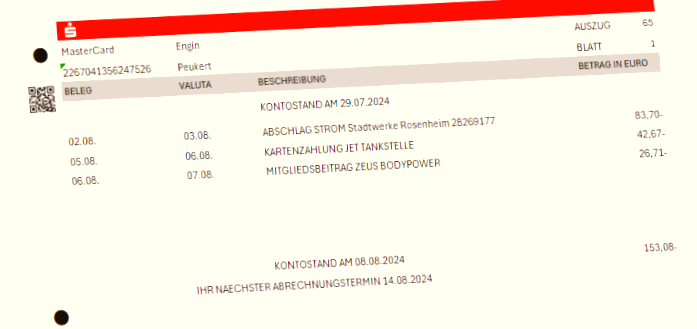 MasterCard Engin AUSZUG 65
2267041356247526 Peukert BLATT 1
BELEG VALUTA BESCHREIBUNG BETRAG IN EURO
KONTOSTAND AM 29.07.2024
02.08. 03.08. ABSCHLAG STROM Stadtwerke Rosenheim 28269177 83,70-
05.08. 06.08. KARTENZAHLUNG JET TANKSTELLE 42,67-
06.08. 07.08. MITGLIEDSBEITRAG ZEUS BODYPOWER 26,71-
KONTOSTAND AM 08.08.2024 153,08-
IHR NAECHSTER ABRECHNUNGSTERMIN 14.08.2024